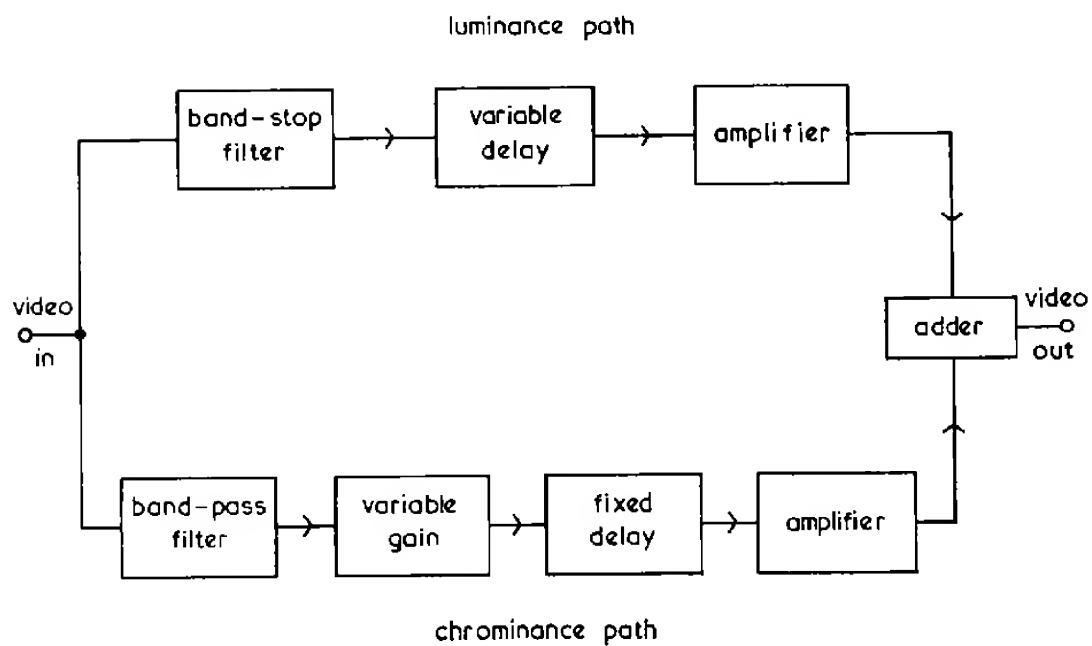 luminance path
band-stop
filter
variable
delay
amplifier
video
in
adder
video
out
band-pass
filter
variable
gain
fixed
delay
amplifier
chrominance path